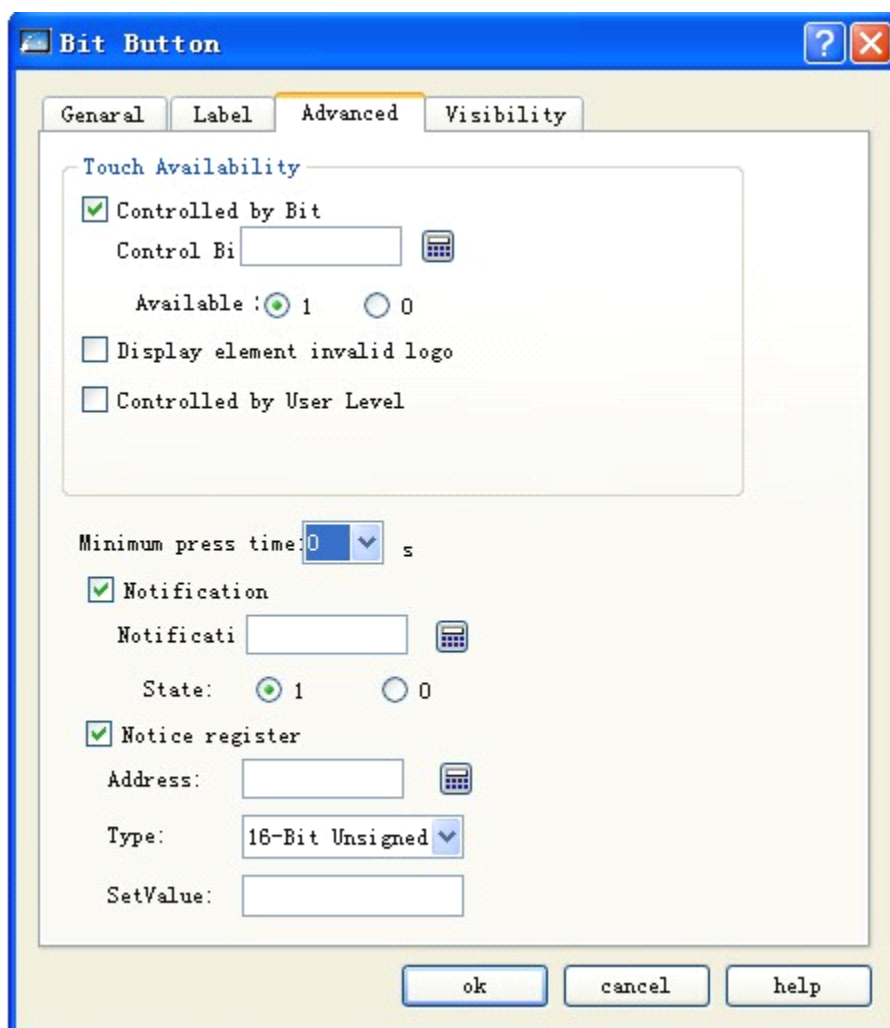 Bit Button
Genaral Label Advanced Visibility
Touch Availability
Controlled by Bit
Control Bi
Available : 1 0
Display element invalid logo
Controlled by User Level
Minimum press time: 0 s
Notification
Notificati
State: 1 0
Notice register
Address:
Type: 16-Bit Unsigned
SetValue:
ok cancel help